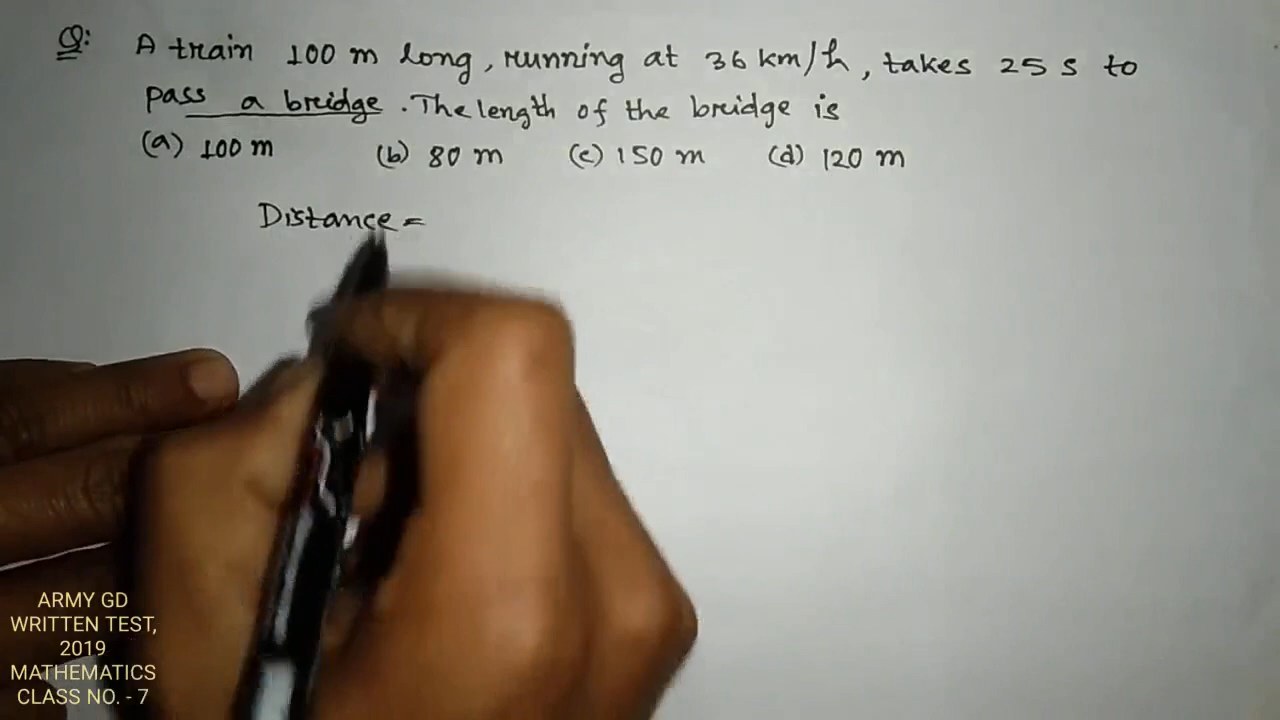 Q: A train 100 m long, running at 36 km/h, takes 25 s to
pass a bridge. The length of the bridge is
(a) 100 m (b) 80 m (c) 150 m (d) 120 m
Distance =
ARMY GD
WRITTEN TEST,
2019
MATHEMATICS
CLASS NO. - 7